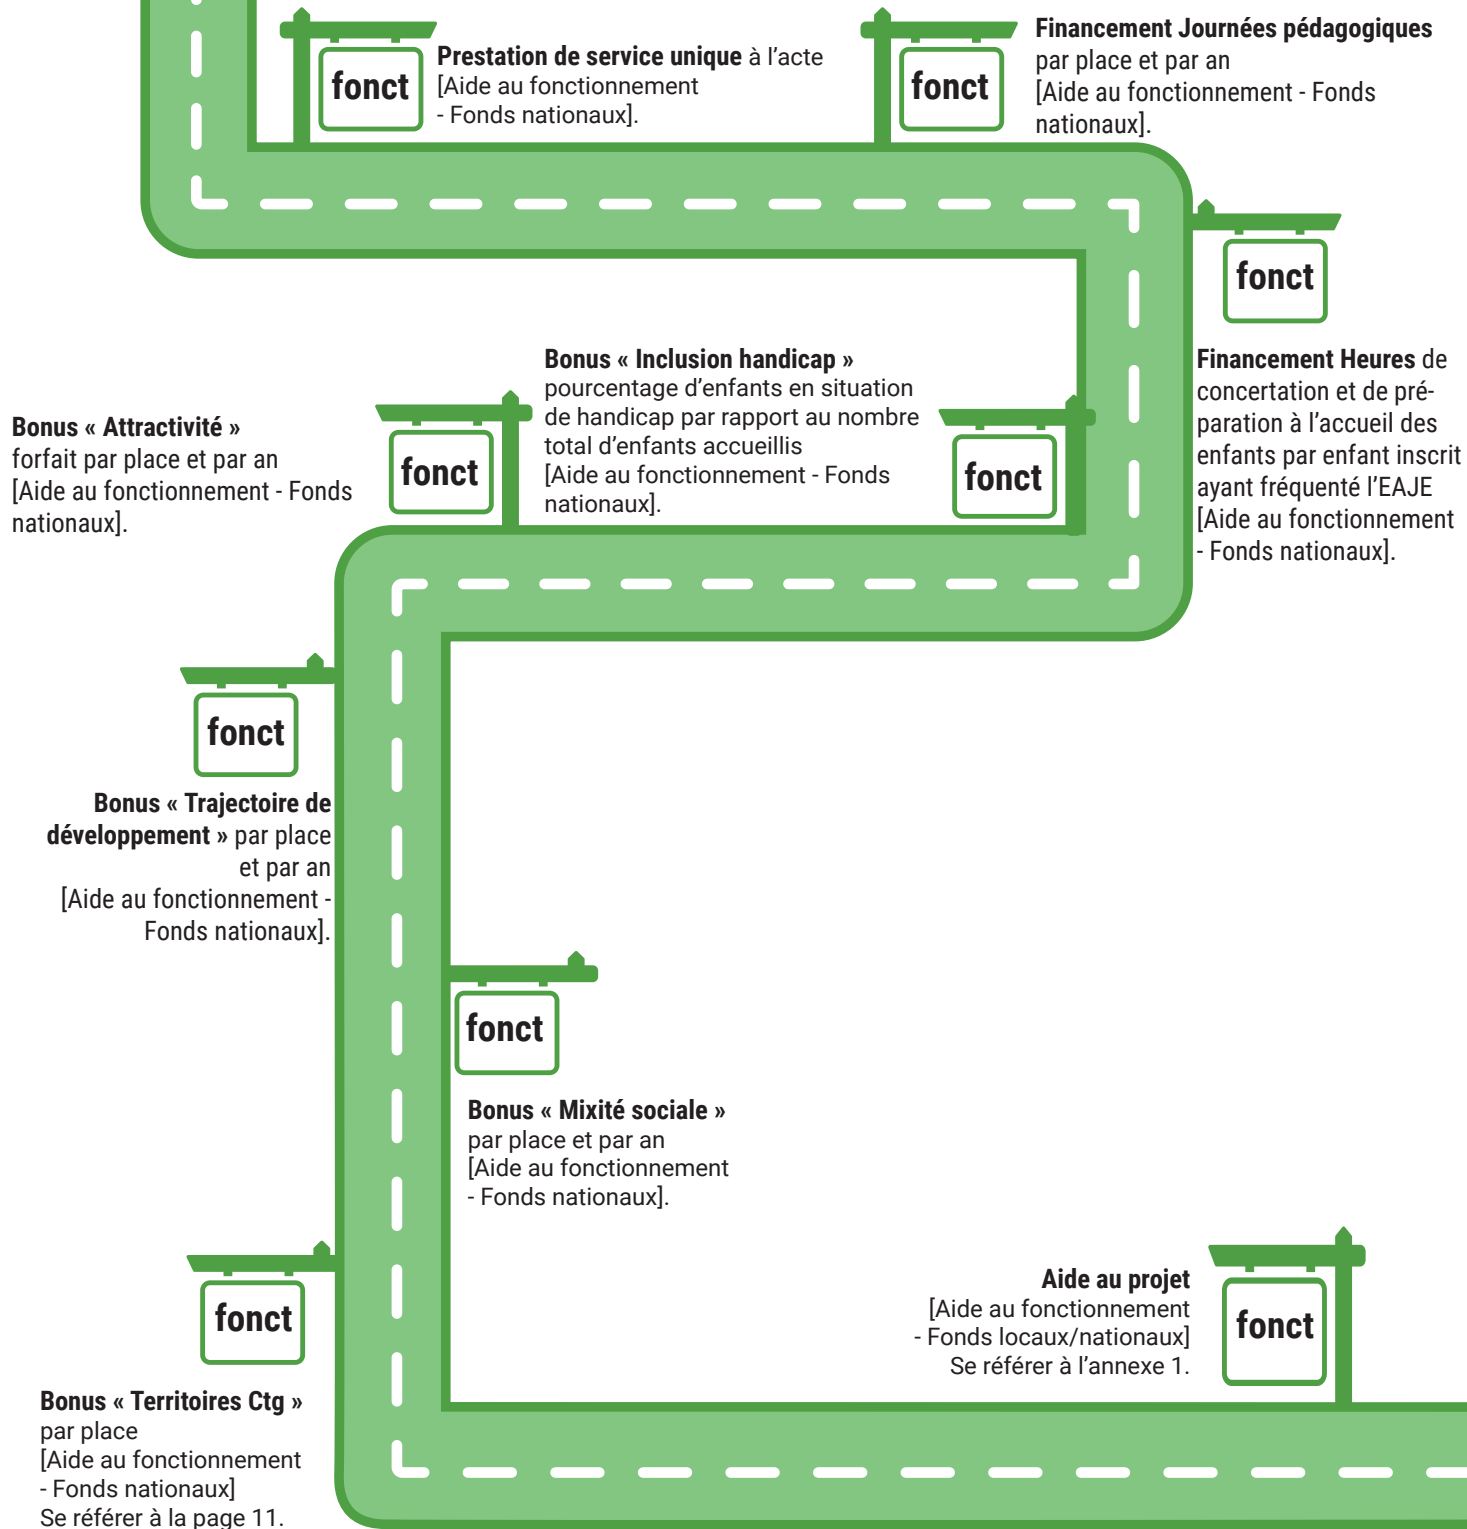 fonct
Prestation de service unique à l'acte
[Aide au fonctionnement
- Fonds nationaux].
fonct
Financement Journées pédagogiques
par place et par an
[Aide au fonctionnement - Fonds
nationaux].
fonct
Financement Heures de
concertation et de pré-
paration à l'accueil des
enfants par enfant inscrit
ayant fréquenté l'EAJE
[Aide au fonctionnement
- Fonds nationaux].
Bonus « Inclusion handicap »
pourcentage d'enfants en situation
de handicap par rapport au nombre
total d'enfants accueillis
[Aide au fonctionnement - Fonds
nationaux].
fonct
Bonus « Attractivité »
forfait par place et par an
[Aide au fonctionnement - Fonds
nationaux].
fonct
fonct
Bonus « Trajectoire de
développement » par place
et par an
[Aide au fonctionnement -
Fonds nationaux].
fonct
Bonus « Mixité sociale »
par place et par an
[Aide au fonctionnement
- Fonds nationaux].
fonct
Bonus « Territoires Ctg »
par place
[Aide au fonctionnement
- Fonds nationaux]
Se référer à la page 11.
Aide au projet
[Aide au fonctionnement
- Fonds locaux/nationaux]
Se référer à l'annexe 1.
fonct